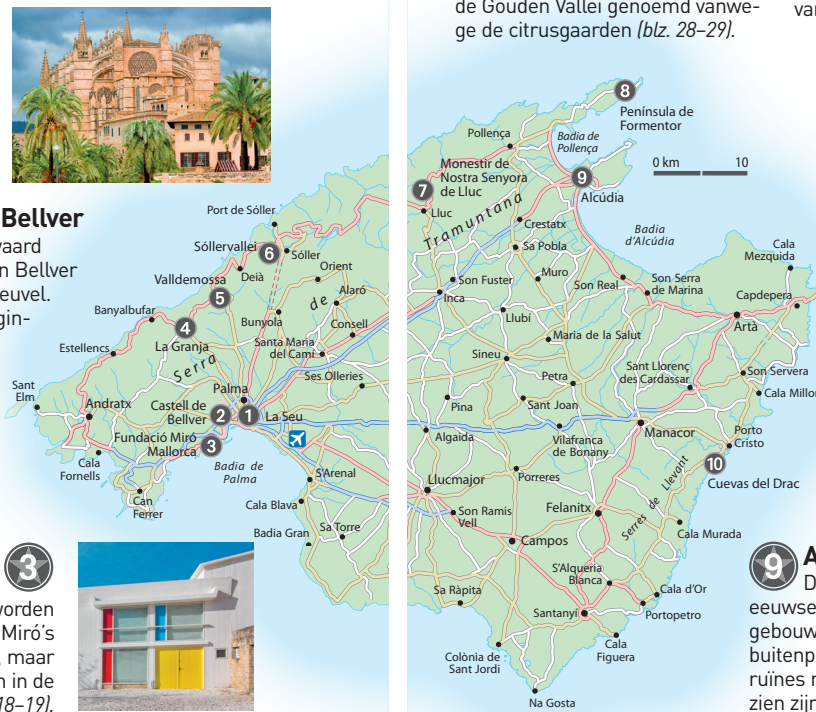 de Gouden Vallei genoemd vanwe-
ge de citrusgaarden (blz. 28–29).
Bellver
Bellver
Port de Sóller
Sóllervallei
6
Sóller
Valldemossa
Deià
Orient
5
de
Alaró
Banyalbufar
Bunyola
Consell
4
La Granja
Santa Maria
del Camí
Estellencs
Serra
Ses Olleries
Sant
Elm
Palma
Andratx
Castell de
Bellver
2
1
La Seu
Fundació Miró
Mallorca
3
Badia de
Palma
Cala
Fornells
S'Arenal
Can
Ferrer
Cala Blava
Badia Gran
Sa Torre
3
Miró's
maar
in de
18–19).
8
Península de
Formentor
Pollença
Badia de
Pollença
0 km 10
Monestir de
Nostra Senyora
de Lluc
7
9
Alcúdia
Lluc
Tramuntana
Crestatx
Badia
d'Alcúdia
Sa Pobla
Cala
Mezquida
Son Fuster
Muro
Son Real
Son Serra
de Marina
Inca
Capdepera
Llubí
Artà
Maria de la Salut
Sineu
Sant Llorenç
des Cardassar
Son Servera
Petra
Cala Millor
Pina
Sant Joan
Algaida
Vilafranca
de Bonany
Manacor
Porto
Cristo
10
Cuevas del Drac
Llucmajor
Porreres
Serres de Llevant
Son Ramis
Vell
Felanitx
Cala Murada
Campos
S'Alqueria
Blanca
Cala d'Or
Sa Ràpita
Santanyí
Portopetro
Cala
Figuera
Colònia de
Sant Jordi
Na Gosta
9
A
D
eeuwse
gebouw
buitenp
ruïnes
zien zijn